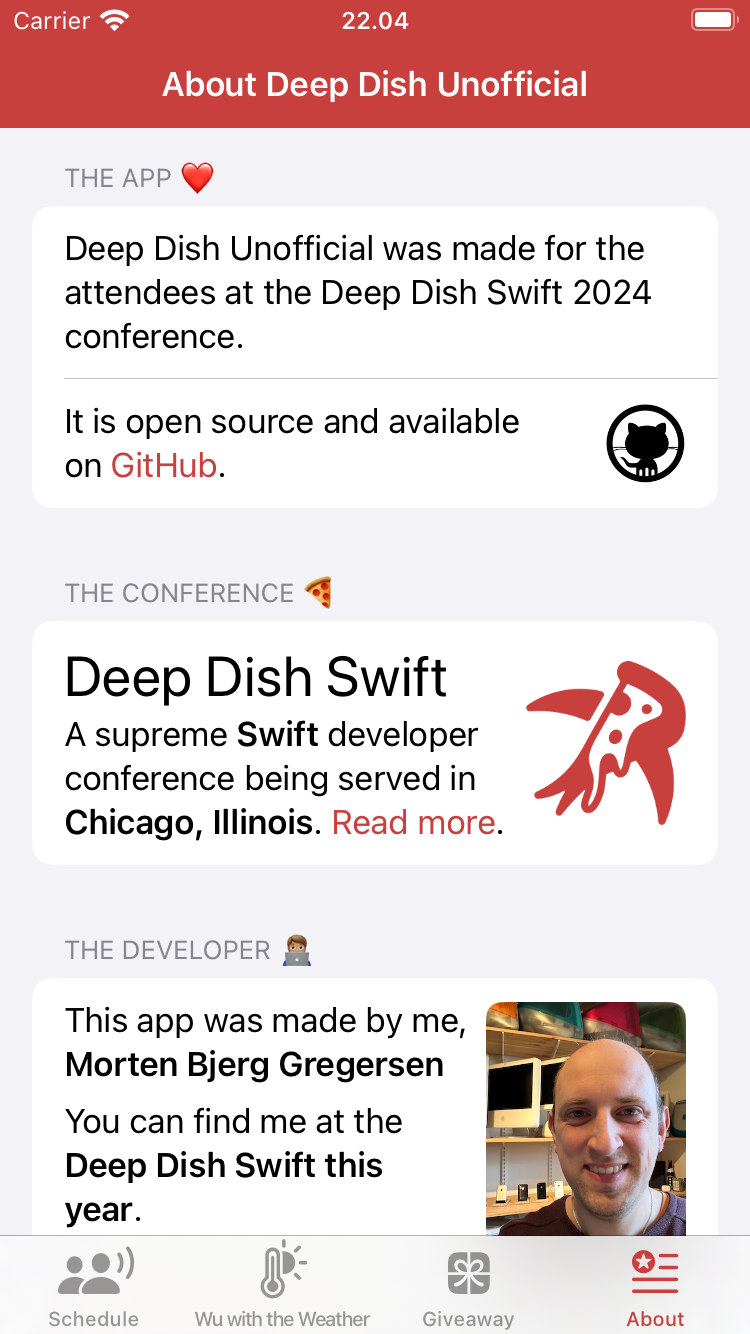 Carrier 22.04
About Deep Dish Unofficial
THE APP ❤️
Deep Dish Unofficial was made for the
attendees at the Deep Dish Swift 2024
conference.
It is open source and available
on GitHub.
THE CONFERENCE 🍕
Deep Dish Swift
A supreme Swift developer
conference being served in
Chicago, Illinois. Read more.
THE DEVELOPER 👨🏽‍💻
This app was made by me,
Morten Bjerg Gregersen
You can find me at the
Deep Dish Swift this
year.
Schedule Wu with the Weather Giveaway About